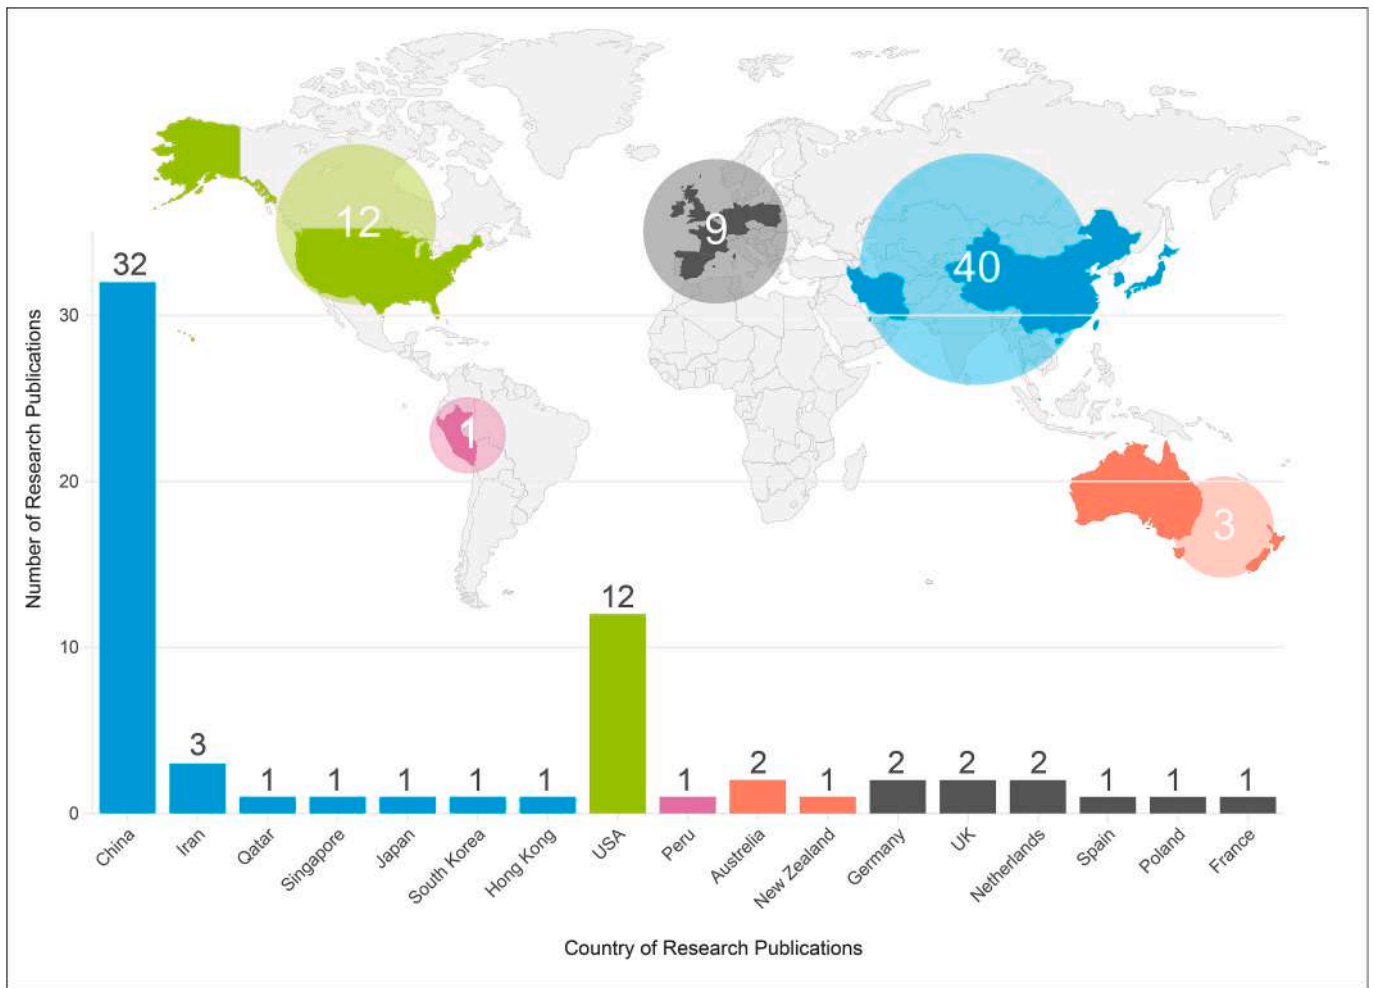 12
9
40
1
3
Number of Research Publications
30
20
10
0
32
3
1
1
1
1
1
12
1
2
1
2
2
2
1
1
1
China
Iran
Qatar
Singapore
Japan
South Korea
Hong Kong
USA
Peru
Austrelia
New Zealand
Germany
UK
Netherlands
Spain
Poland
France
Country of Research Publications